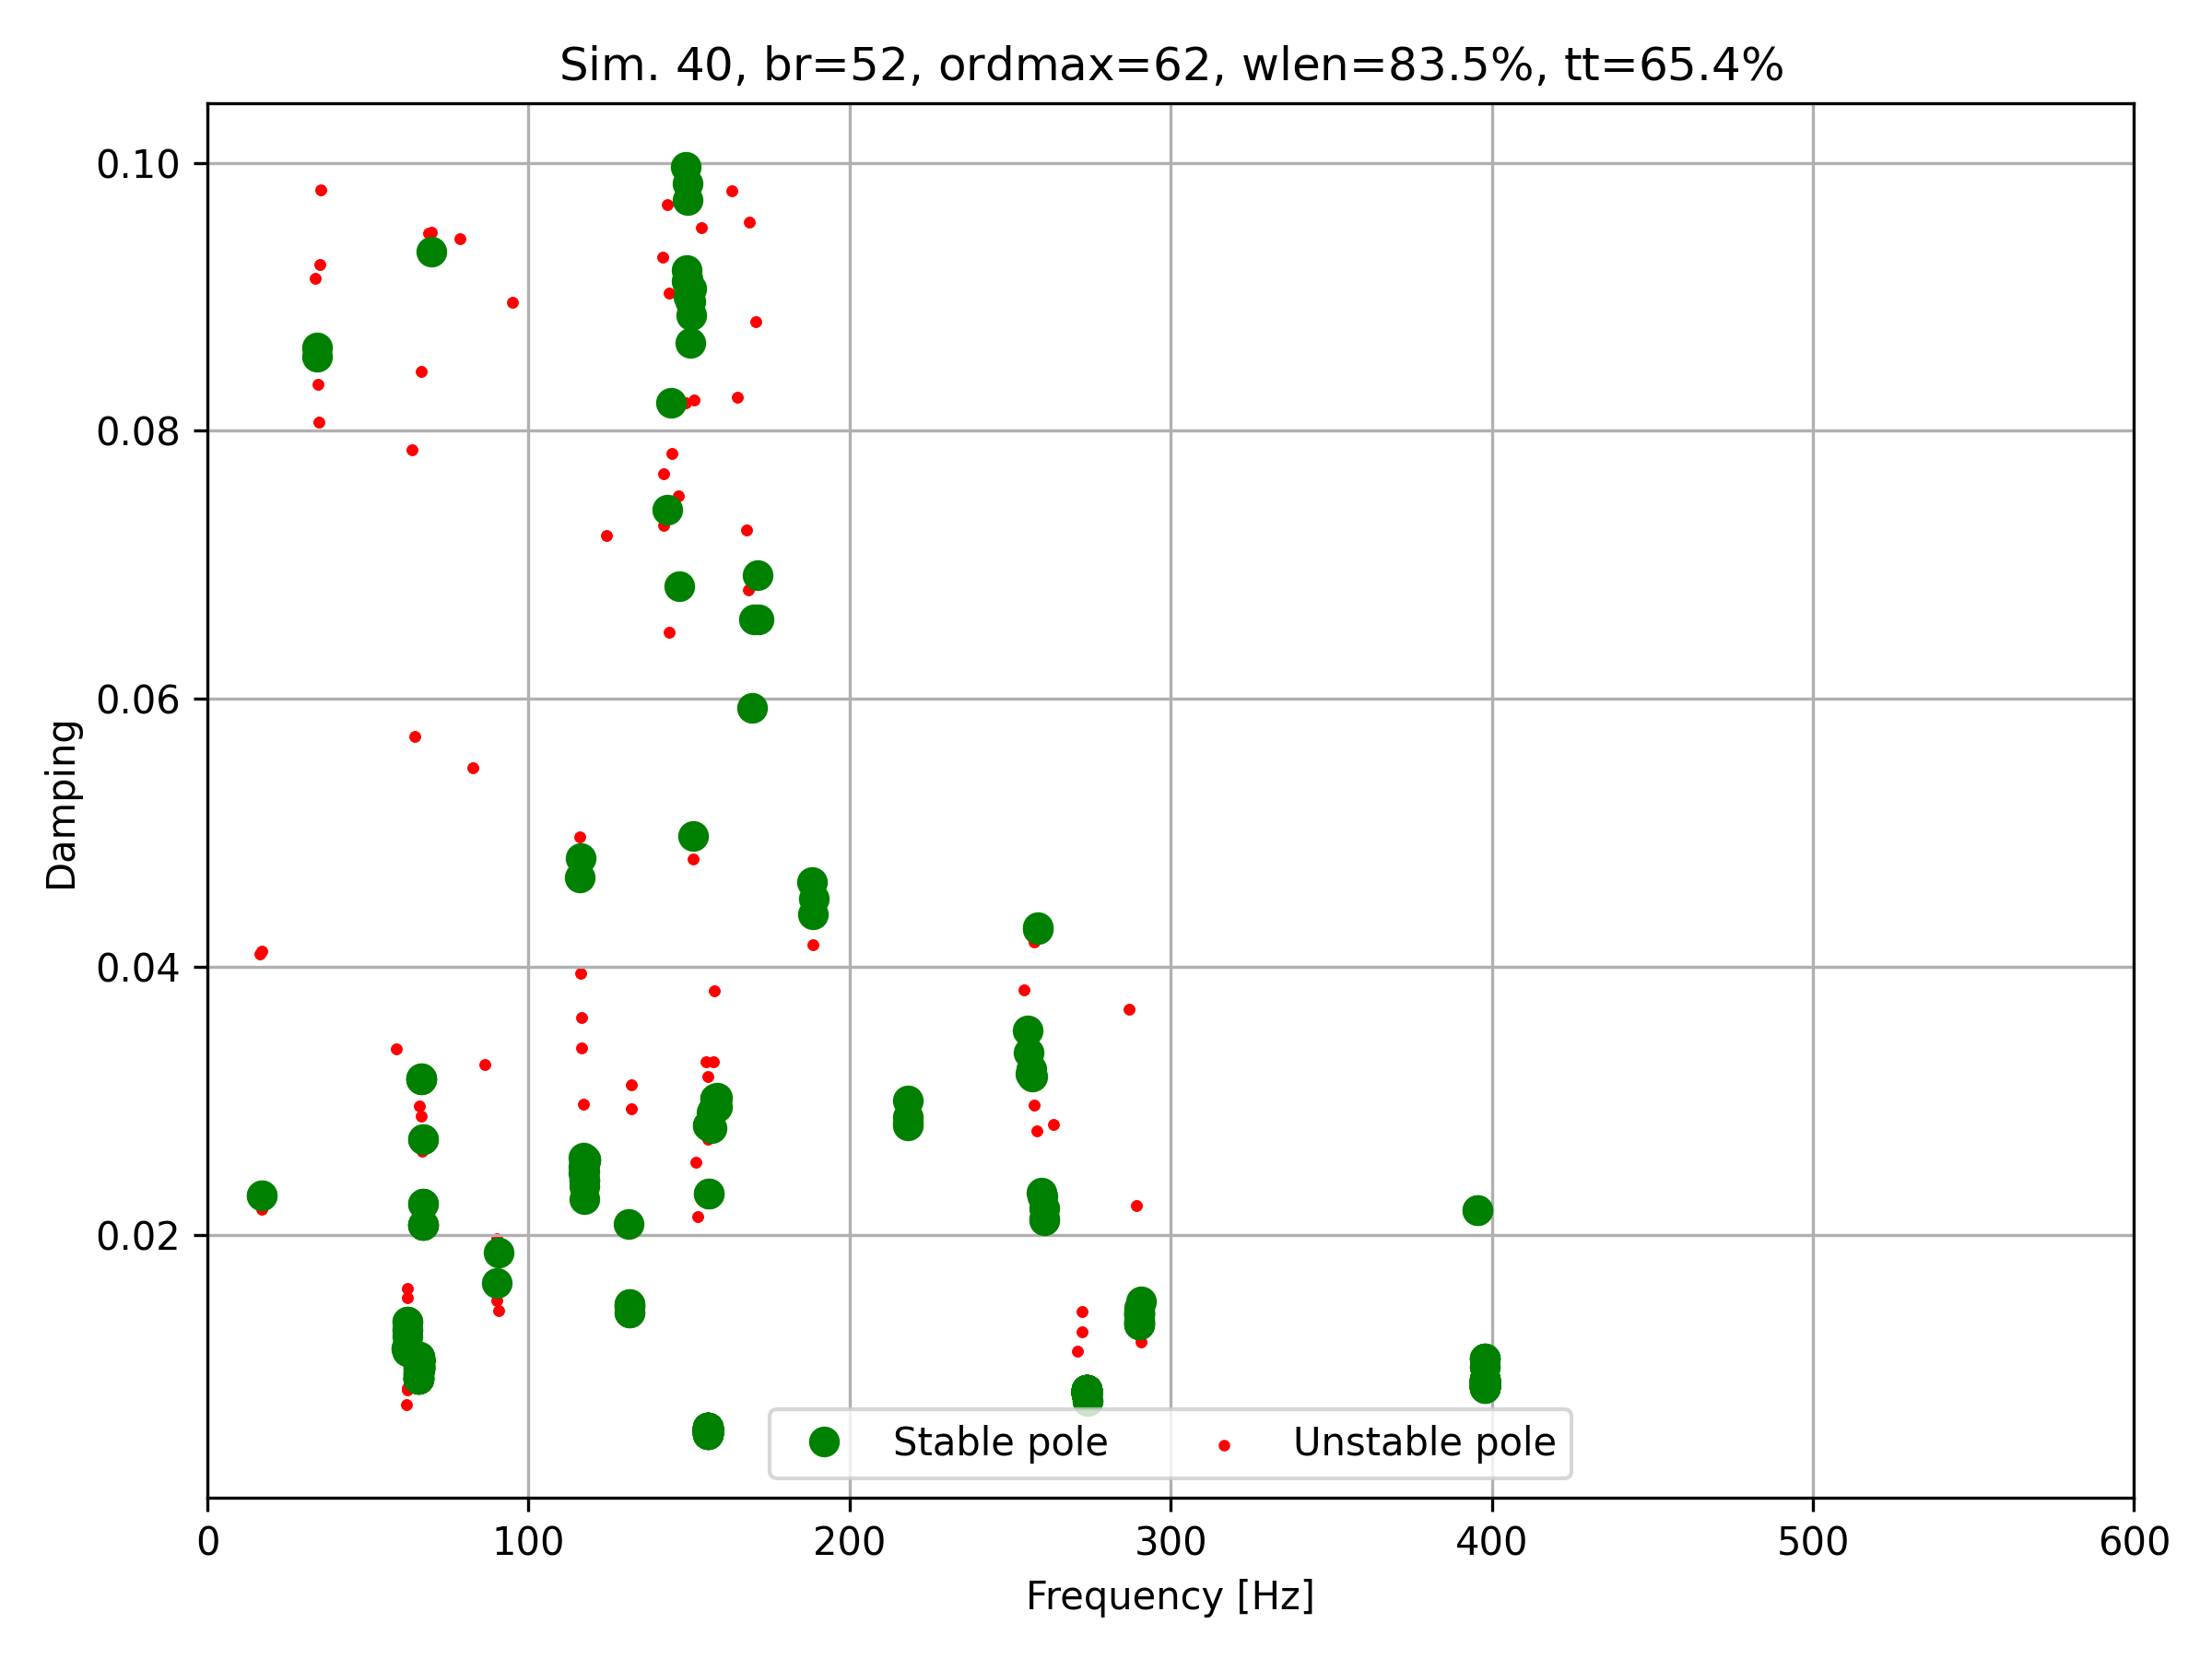 Sim. 40, br=52, ordmax=62, wlen=83.5%, tt=65.4%
0.10
0.08
0.06
0.04
0.02
Damping
Stable pole
Unstable pole
0 100 200 300 400 500 600
Frequency [Hz]